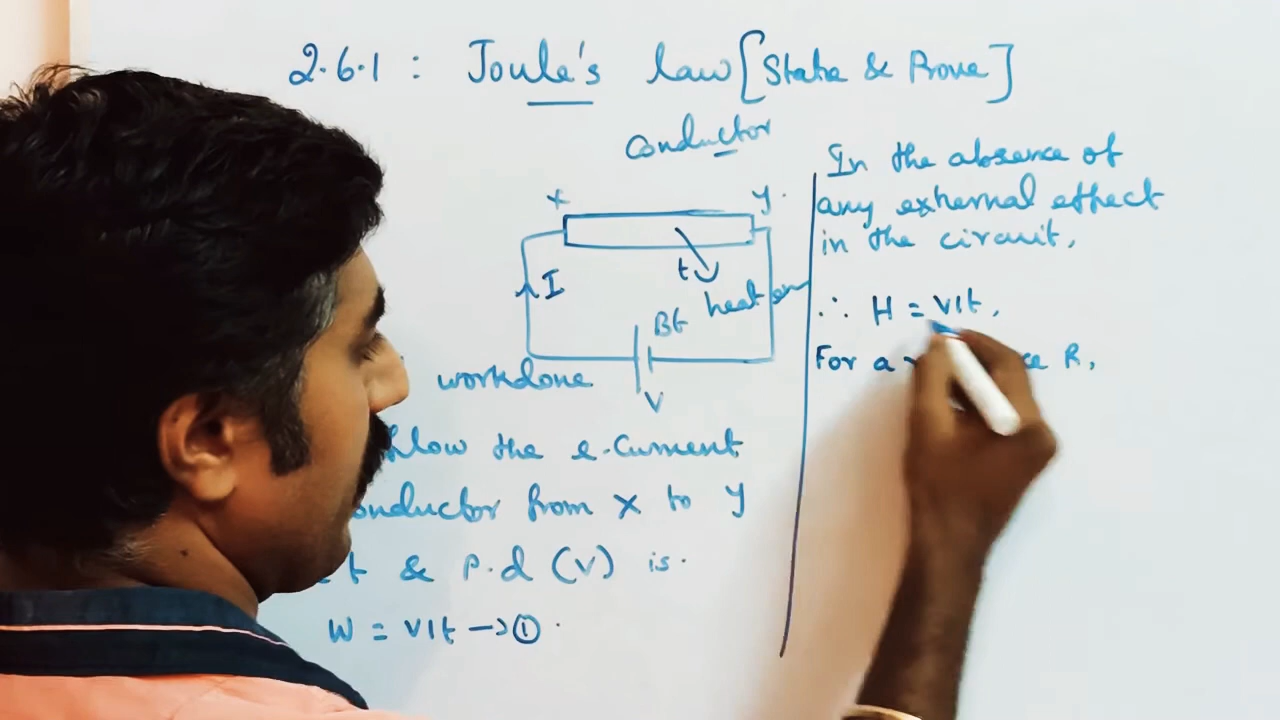 2.6.1 : Joule's law [State & Prove]
conductor
x y.
I t heat en
Bt
V
workdone
flow the e-Current
onductor from x to y
t & P.d (V) is.
W = VIt → ①.
In the absence of
any external effect
in the circuit,
∴ H = VIt,
For a R,